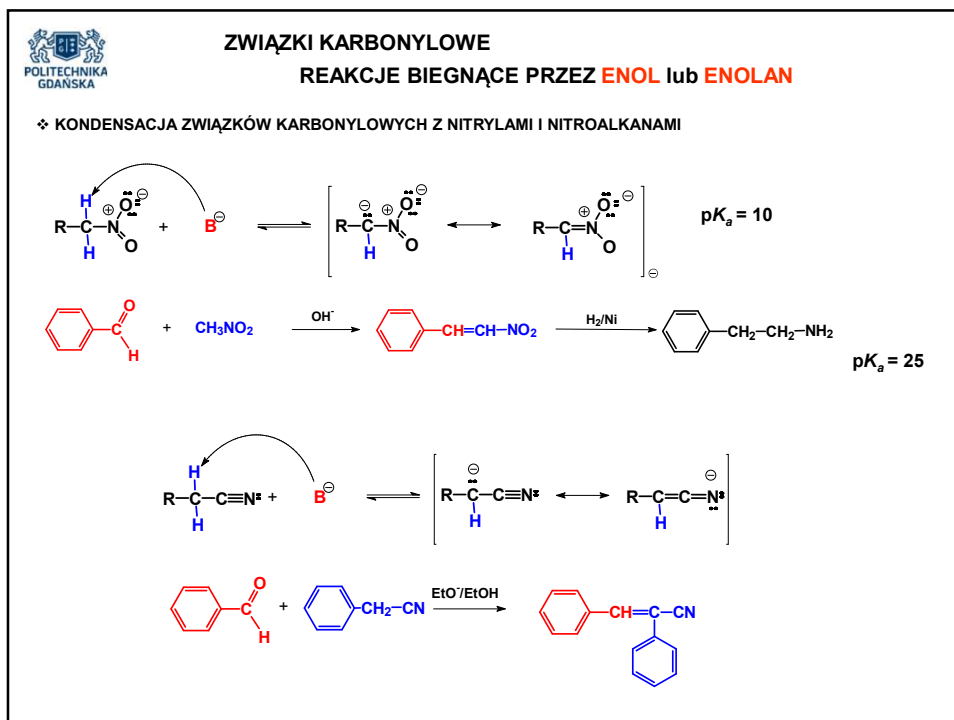 POLITECHNIKA
GDAŃSKA
ZWIĄZKI KARBONYLOWE
REAKCJE BIEGNĄCE PRZEZ ENOL lub ENOLAN
❖ KONDENSACJA ZWIĄZKÓW KARBONYLOWYCH Z NITRYLAMI I NITROALKANAMI
H
R-C-N
O
O
H
+
B
R-C-N
O
O
H
R-C=N
O
O
H
pKa = 10
O
H
+
CH3NO2
OH-
CH=CH-NO2
H2/Ni
CH2-CH2-NH2
pKa = 25
H
R-C-C≡N
H
+
B
R-C-C≡N
H
R-C=C=N
H
O
H
+
CH2-CN
EtO-/EtOH
CH=C-CN